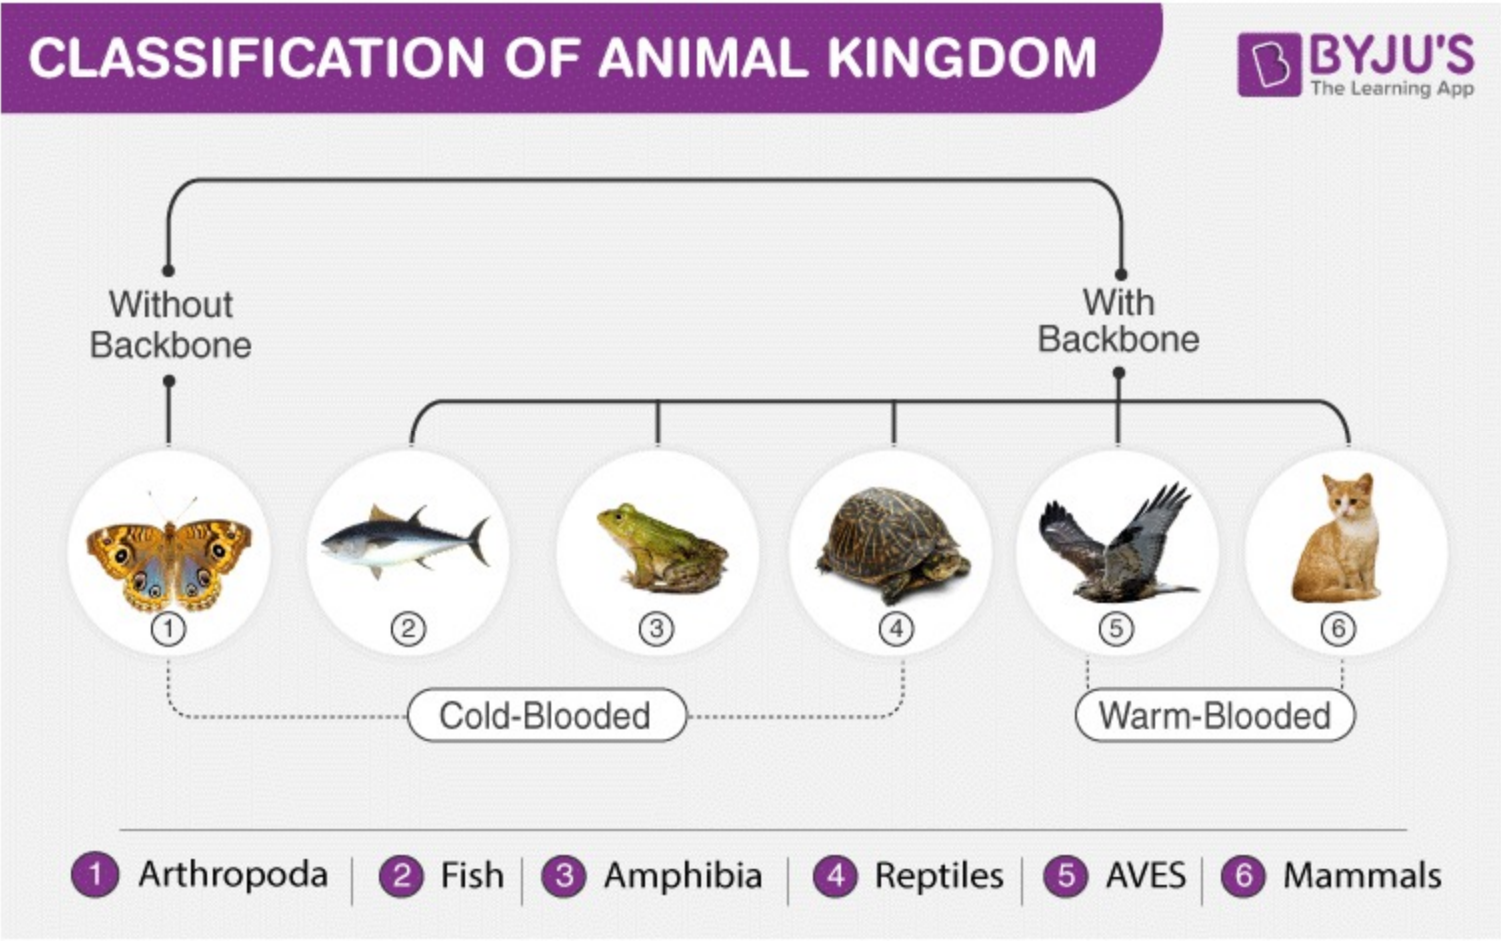 CLASSIFICATION OF ANIMAL KINGDOM
BYJU'S
The Learning App
Without
Backbone
With
Backbone
1
2
3
4
5
6
Cold-Blooded
Warm-Blooded
1 Arthropoda
2 Fish
3 Amphibia
4 Reptiles
5 AVES
6 Mammals